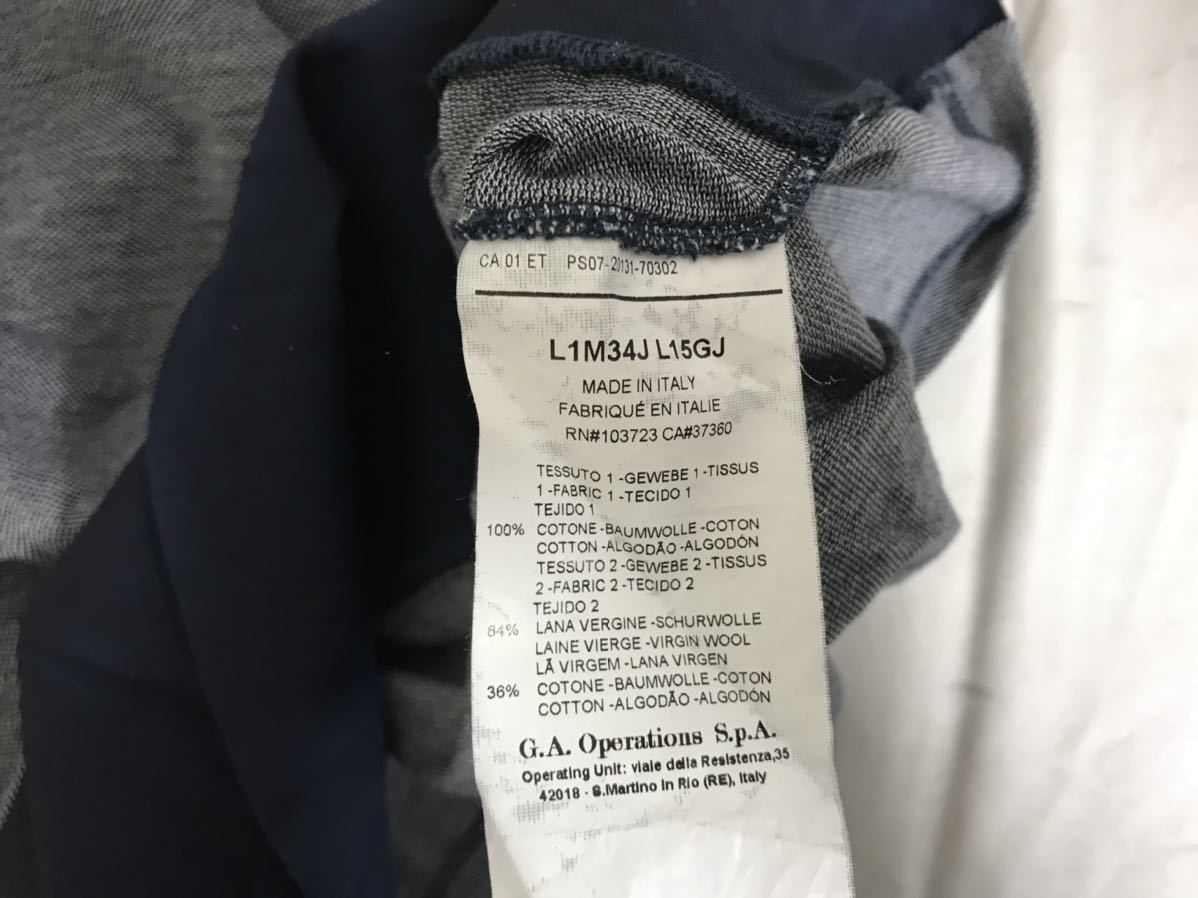 CA 01 ET PS07-20131-70302
L1M34J L15GJ
MADE IN ITALY
FABRIQUÉ EN ITALIE
RN#103723 CA#37360
TESSUTO 1 -GEWEBE 1 -TISSUS
1 -FABRIC 1 -TECIDO 1
TEJIDO 1
100% COTONE -BAUMWOLLE -COTON
COTTON -ALGODÃO -ALGODÓN
TESSUTO 2 -GEWEBE 2 -TISSUS
2 -FABRIC 2 -TECIDO 2
TEJIDO 2
64% LANA VERGINE -SCHURWOLLE
LAINE VIERGE -VIRGIN WOOL
LÃ VIRGEM -LANA VIRGEN
36% COTONE -BAUMWOLLE -COTON
COTTON -ALGODÃO -ALGODÓN
G.A. Operations S.p.A.
Operating Unit: viale della Resistenza,35
42018 - S.Martino in Rio (RE), Italy